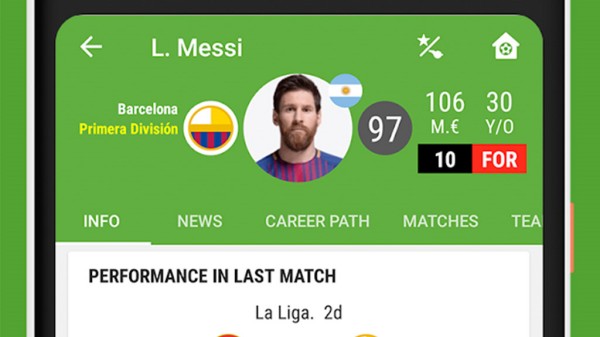 L. Messi
Barcelona
Primera División
97
106
M.€
30
Y/O
10
FOR
INFO
NEWS
CAREER PATH
MATCHES
TEA
PERFORMANCE IN LAST MATCH
La Liga. 2d